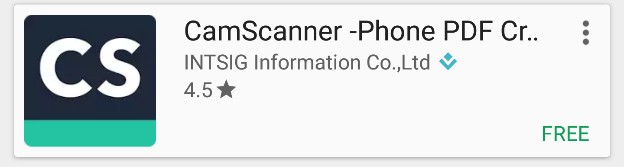 CS
CamScanner -Phone PDF Cr..
INTSIG Information Co.,Ltd
4.5★
FREE